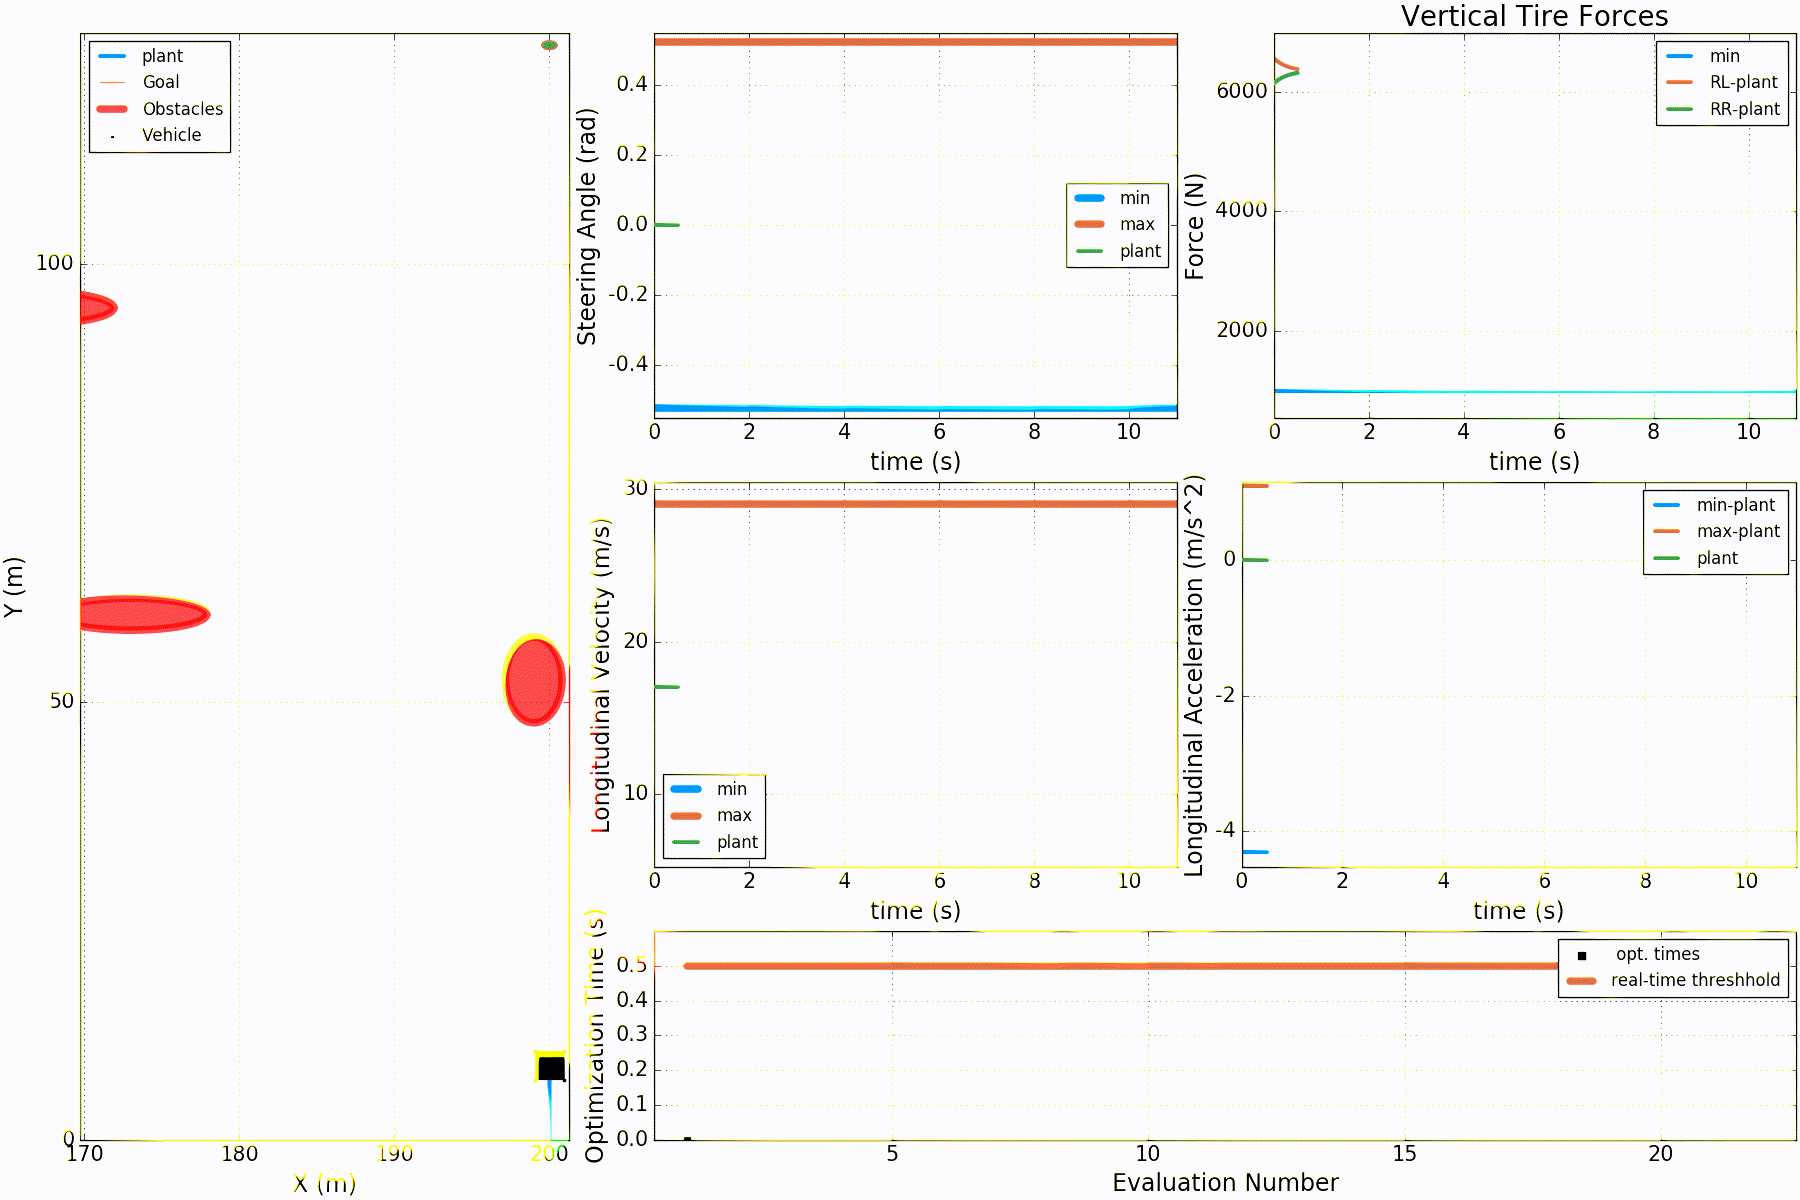 plant
Goal
Obstacles
Vehicle
100
50
0
170 180 190 200
X (m)
Y (m)
Steering Angle (rad)
0.4
0.2
0.0
-0.2
-0.4
min
max
plant
0 2 4 6 8 10
time (s)
Vertical Tire Forces
Force (N)
6000
4000
2000
min
RL-plant
RR-plant
0 2 4 6 8 10
time (s)
Longitudinal Velocity (m/s)
30
20
10
min
max
plant
0 2 4 6 8 10
time (s)
Longitudinal Acceleration (m/s^2)
0
-2
-4
min-plant
max-plant
plant
0 2 4 6 8 10
time (s)
Optimization Time (s)
0.5
0.4
0.3
0.2
0.1
0.0
opt. times
real-time threshhold
5 10 15 20
Evaluation Number